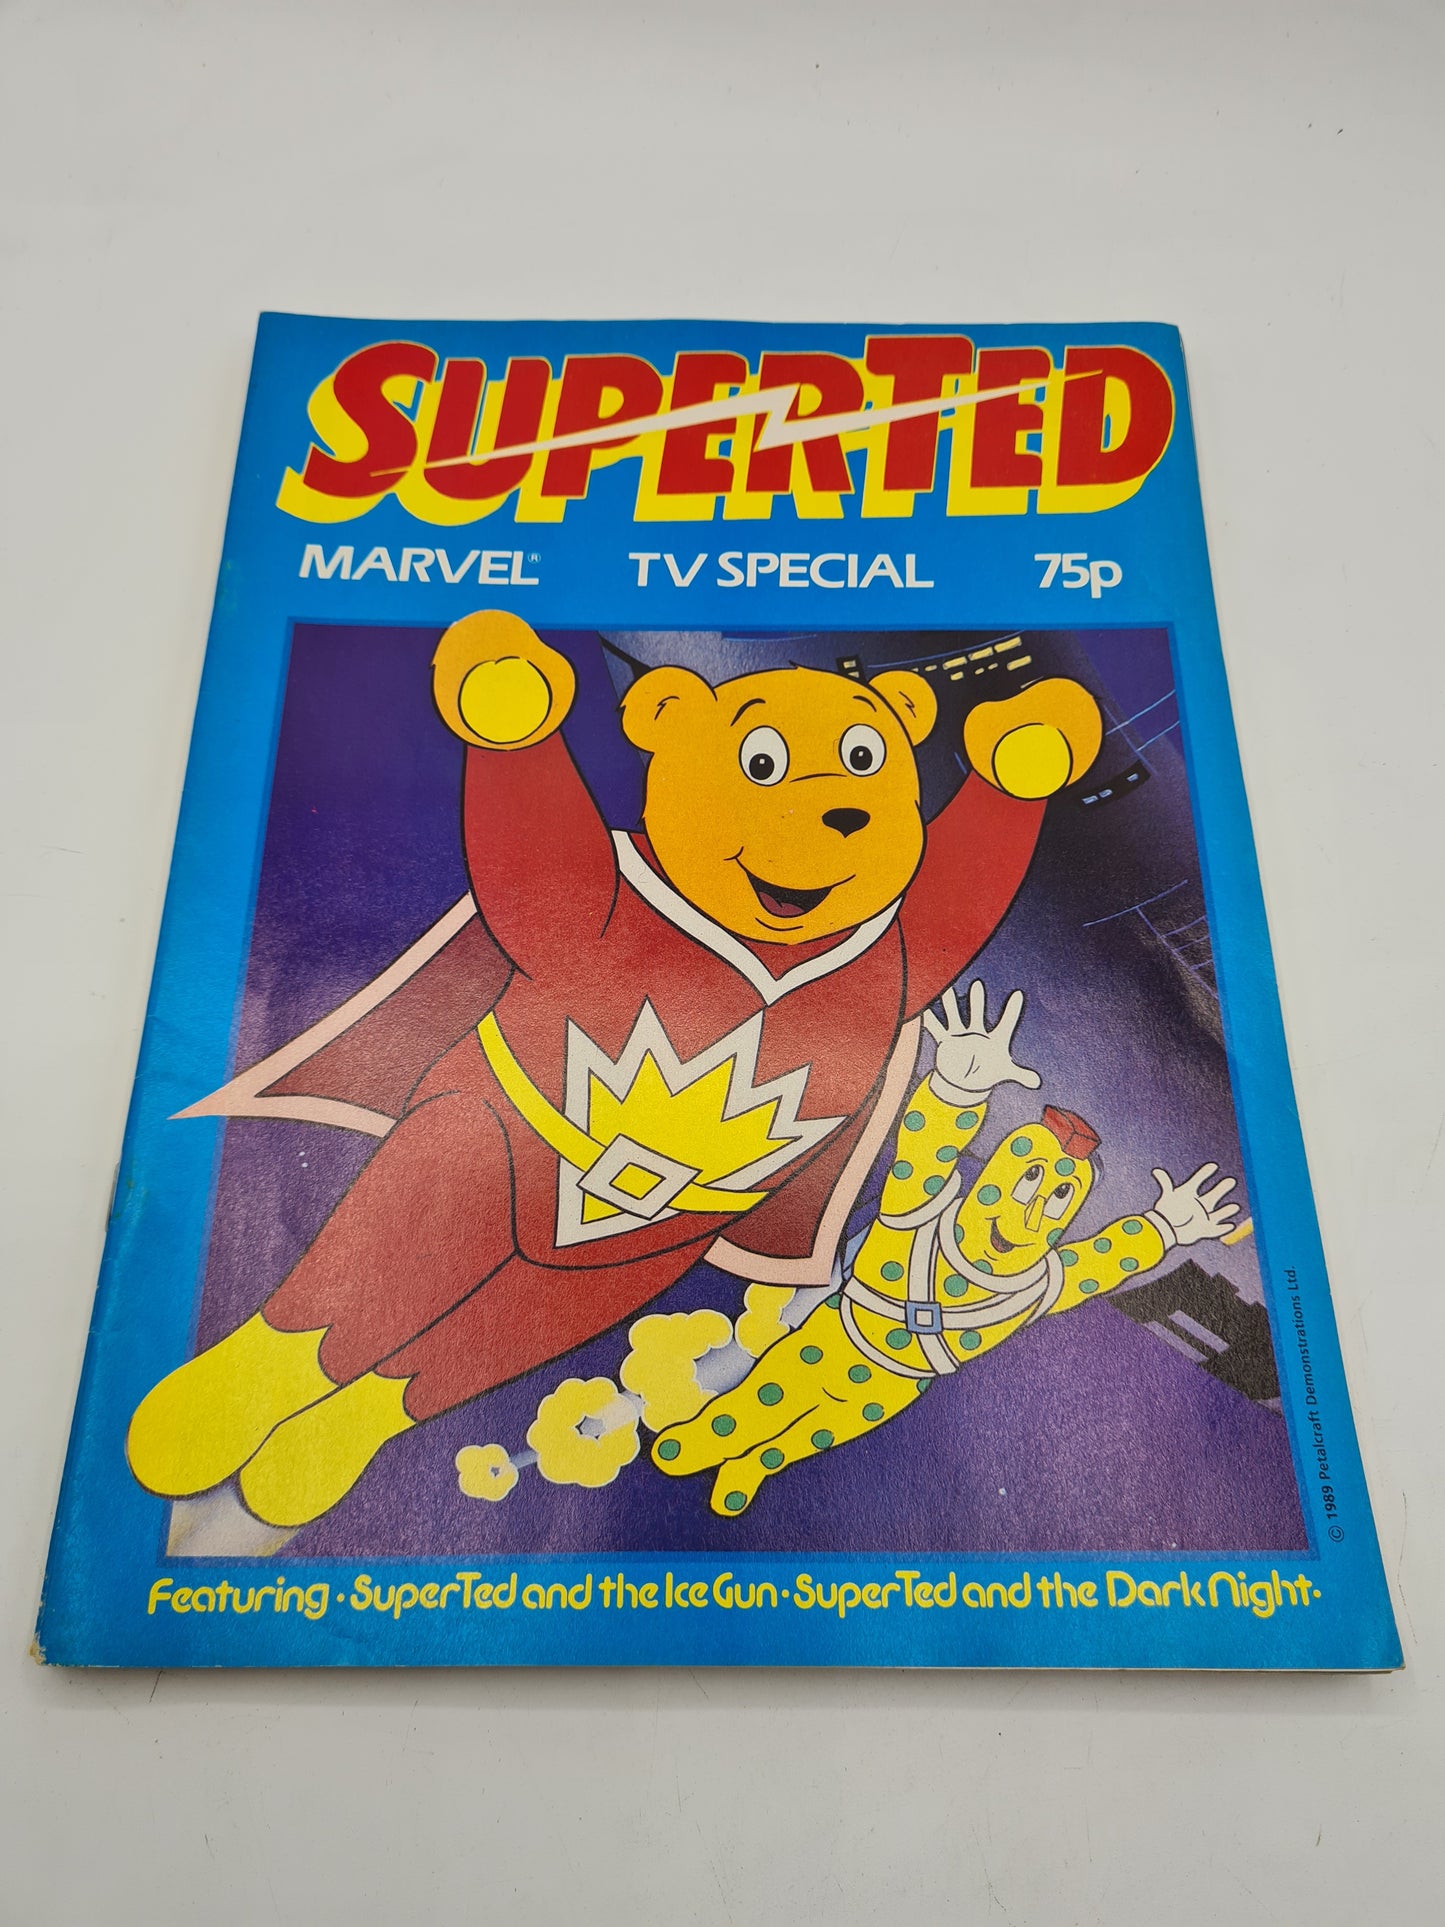 SUPERTED
MARVEL® TV SPECIAL 75p
© 1989 Petalcraft Demonstrations Ltd.
Featuring • SuperTed and the Ice Gun • SuperTed and the Dark Night •